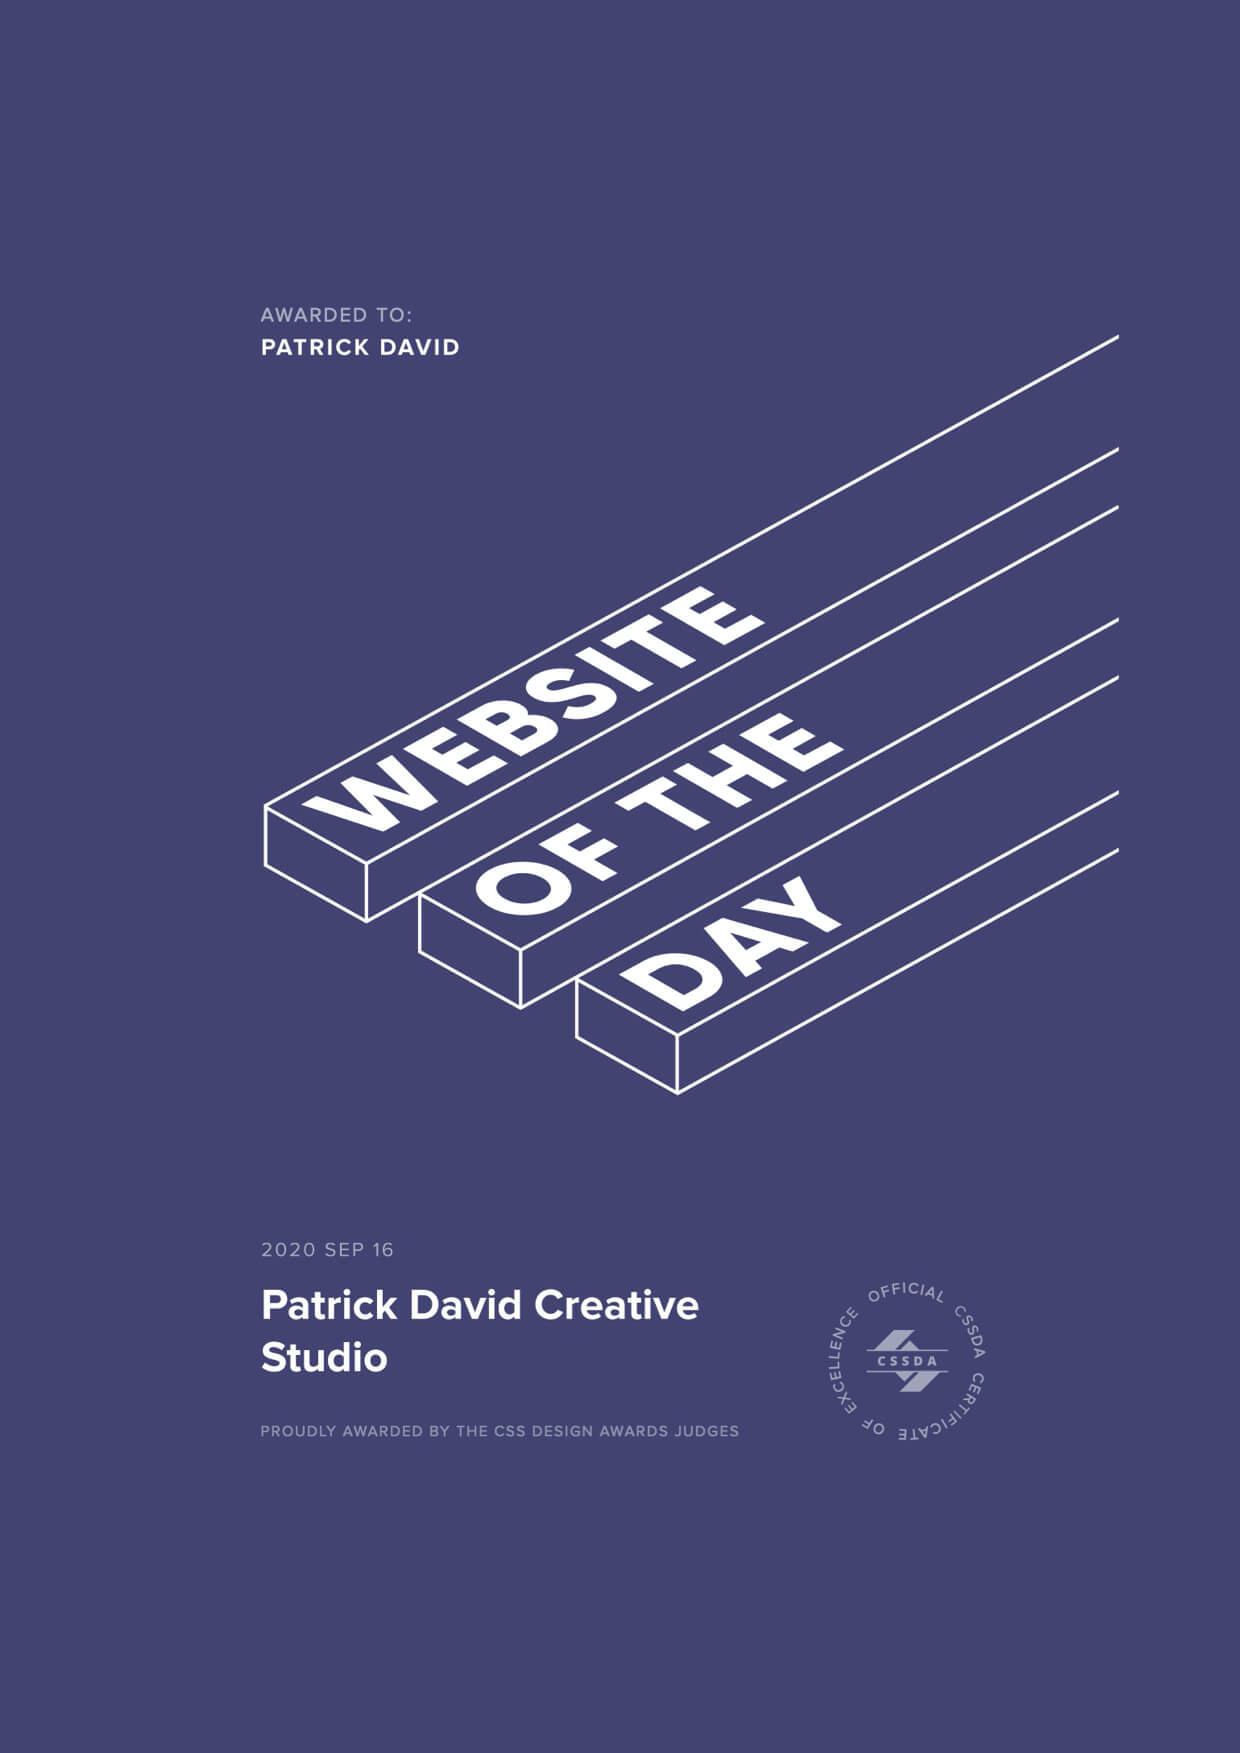 AWARDED TO:
PATRICK DAVID
WEBSITE
OF THE
DAY
2020 SEP 16
Patrick David Creative
Studio
PROUDLY AWARDED BY THE CSS DESIGN AWARDS JUDGES
OFFICIAL CSSDA CERTIFICATE OF EXCELLENCE
CSSDA